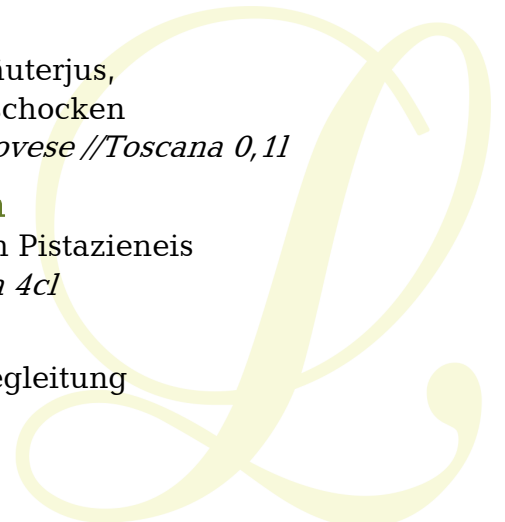 uterjus,
chocken
ovese //Toscana 0,1l
Pistazieneis
4cl
egleitung
L